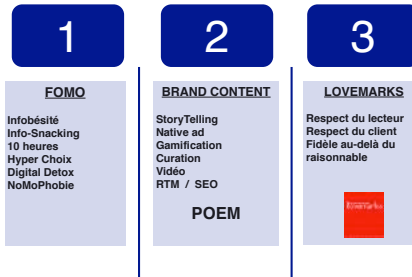 1
FOMO
Infobésité
Info-Snacking
10 heures
Hyper Choix
Digital Detox
NoMoPhobie
2
BRAND CONTENT
StoryTelling
Native ad
Gamification
Curation
Vidéo
RTM / SEO
POEM
3
LOVEMARKS
Respect du lecteur
Respect du client
Fidèle au-delà du
raisonnable
lovemarks